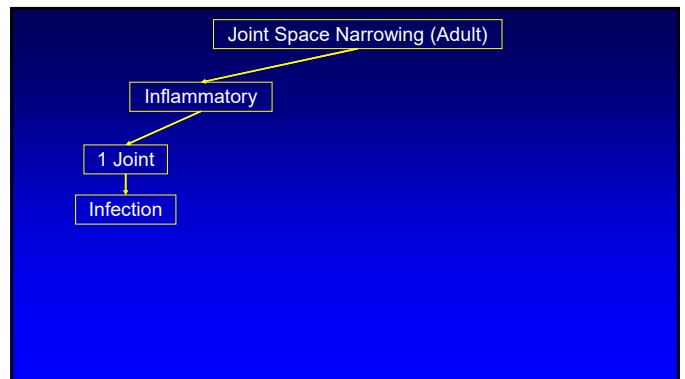 Joint Space Narrowing (Adult)
Inflammatory
1 Joint
Infection